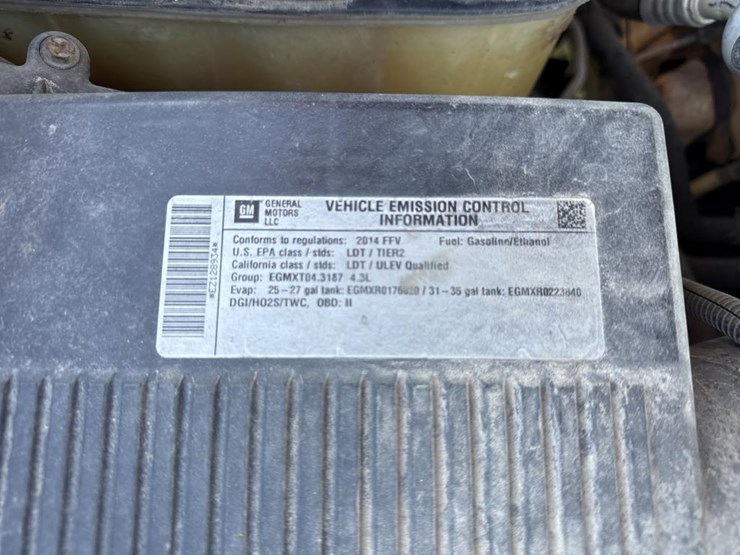 GM
GENERAL
MOTORS
LLC
VEHICLE EMISSION CONTROL
INFORMATION
Conforms to regulations: 2014 FFV Fuel: Gasoline/Ethanol
U.S. EPA class / stds: LDT / TIER2
California class / stds: LDT / ULEV Qualified
Group: EGMXT04.3187 4.3L
Evap: 25-27 gal tank: / 31-35 gal tank: EGMXR0223840
DGI/HO2S/TWC, OBD: II
*EZ128934*